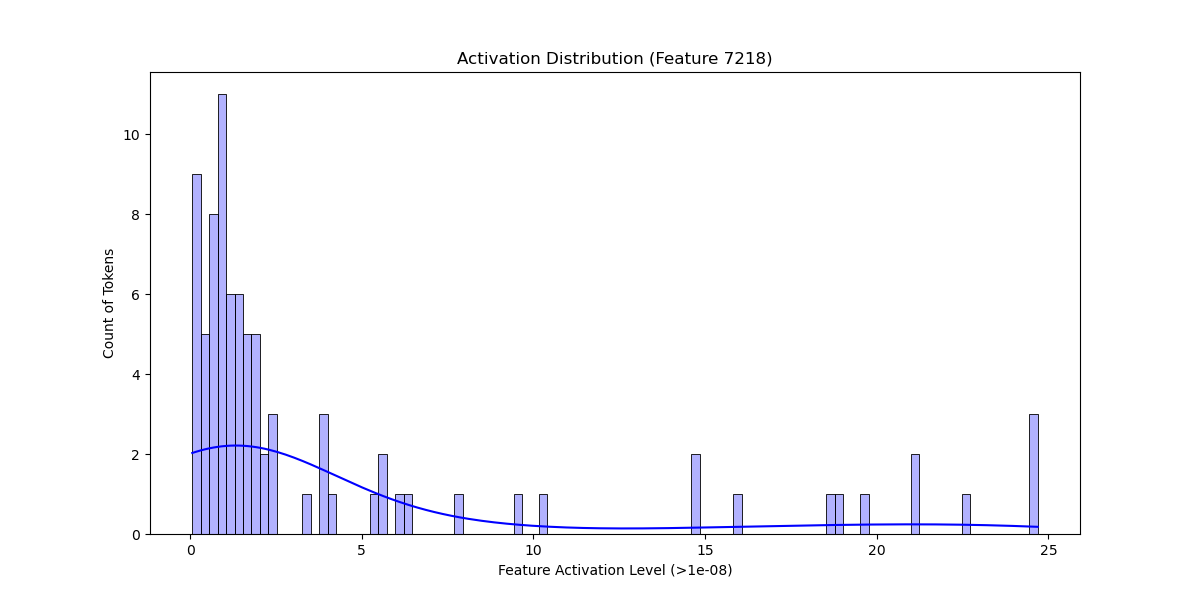 Activation Distribution (Feature 7218)
10
8
6
4
2
0
Count of Tokens
0 5 10 15 20 25
Feature Activation Level (>1e-08)